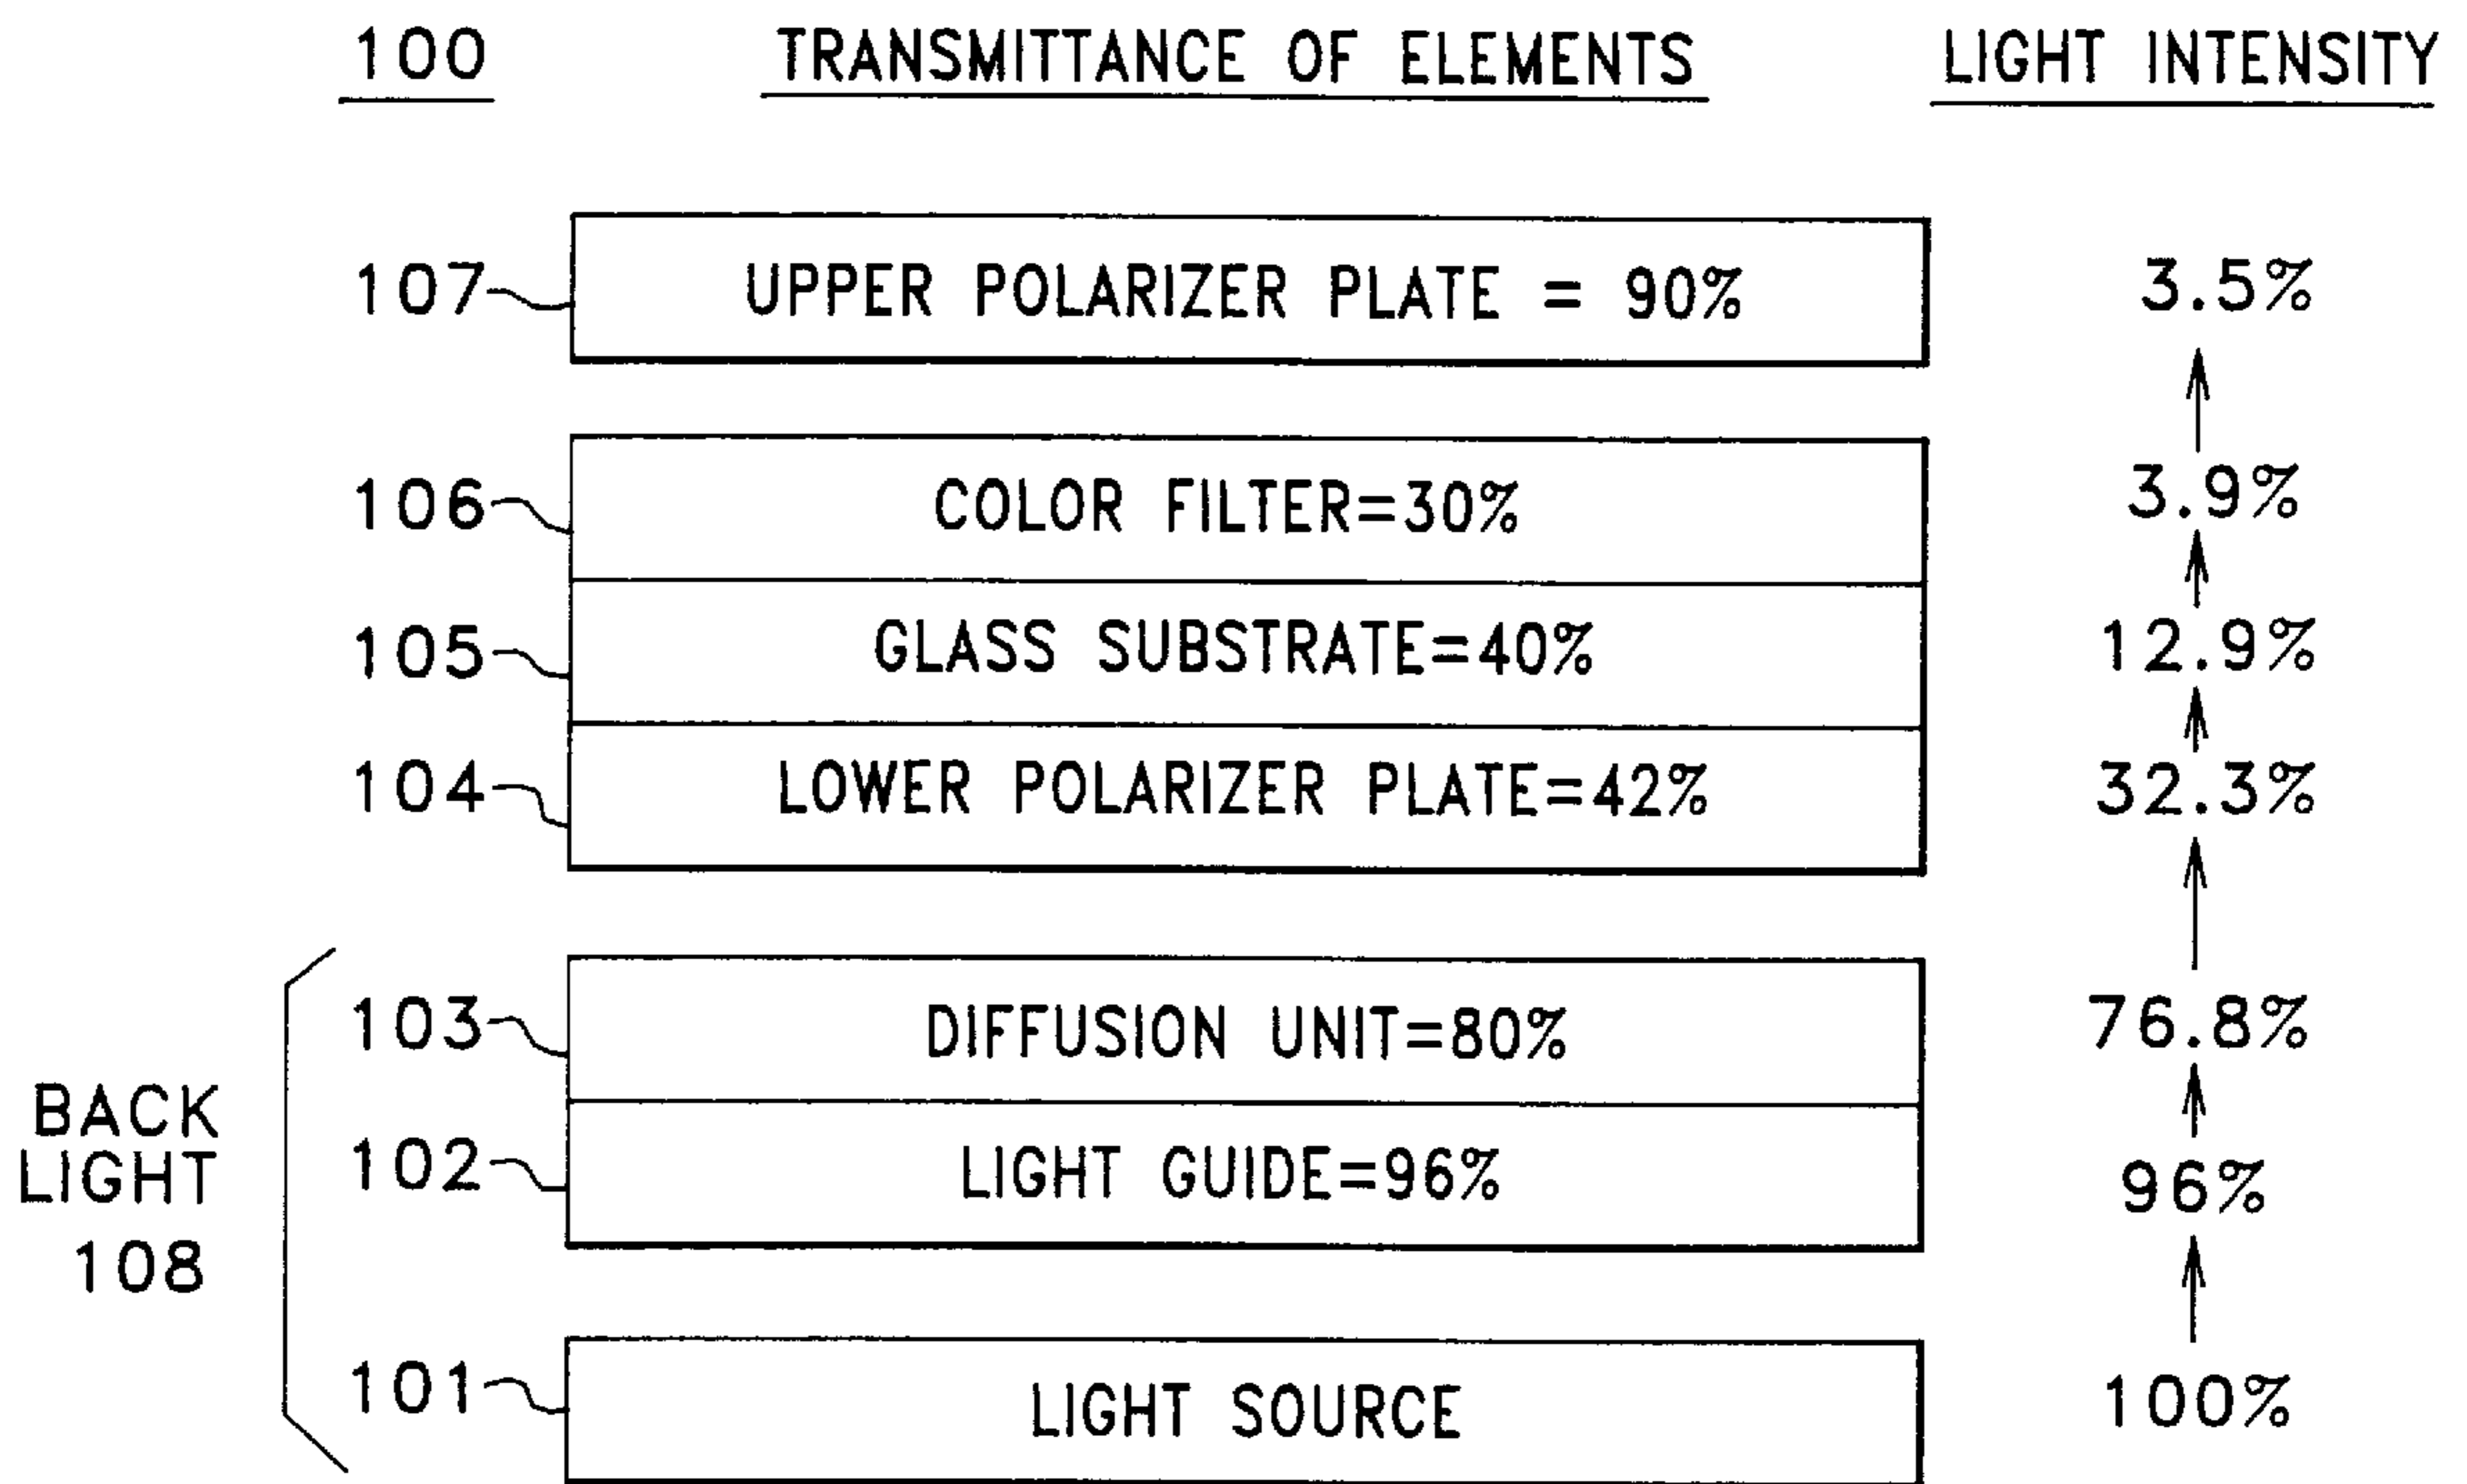 100 TRANSMITTANCE OF ELEMENTS LIGHT INTENSITY
107 UPPER POLARIZER PLATE = 90% 3.5%
106 COLOR FILTER=30% 3.9%
105 GLASS SUBSTRATE=40% 12.9%
104 LOWER POLARIZER PLATE=42% 32.3%
103 DIFFUSION UNIT=80% 76.8%
BACK
LIGHT
108
102 LIGHT GUIDE=96% 96%
101 LIGHT SOURCE 100%